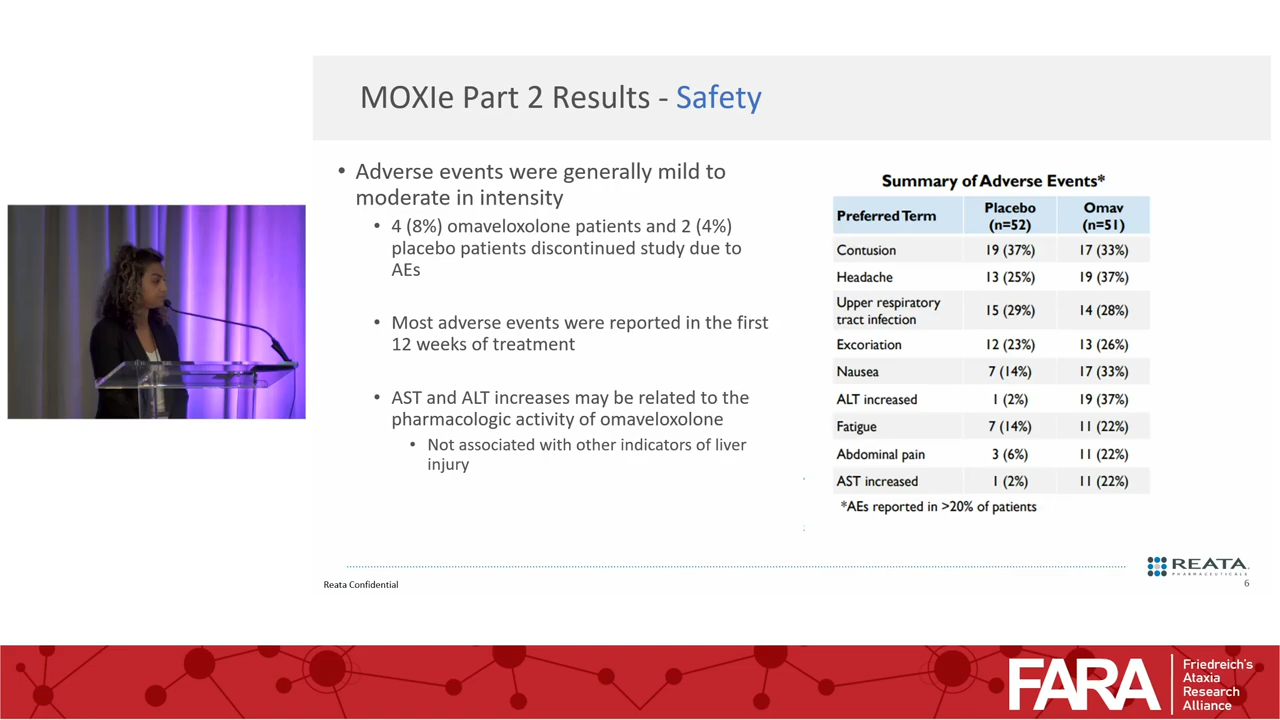 MOXIe Part 2 Results - Safety
• Adverse events were generally mild to
moderate in intensity
• 4 (8%) omaveloxolone patients and 2 (4%)
placebo patients discontinued study due to
AEs
• Most adverse events were reported in the first
12 weeks of treatment
• AST and ALT increases may be related to the
pharmacologic activity of omaveloxolone
• Not associated with other indicators of liver
injury
Summary of Adverse Events*
Preferred Term Placebo (n=52) Omav (n=51)
Contusion 19 (37%) 17 (33%)
Headache 13 (25%) 19 (37%)
Upper respiratory
tract infection 15 (29%) 14 (28%)
Excoriation 12 (23%) 13 (26%)
Nausea 7 (14%) 17 (33%)
ALT increased 1 (2%) 19 (37%)
Fatigue 7 (14%) 11 (22%)
Abdominal pain 3 (6%) 11 (22%)
AST increased 1 (2%) 11 (22%)
*AEs reported in >20% of patients
REATA
PHARMACEUTICALS
Reata Confidential
6
FARA
Friedreich's
Ataxia
Research
Alliance